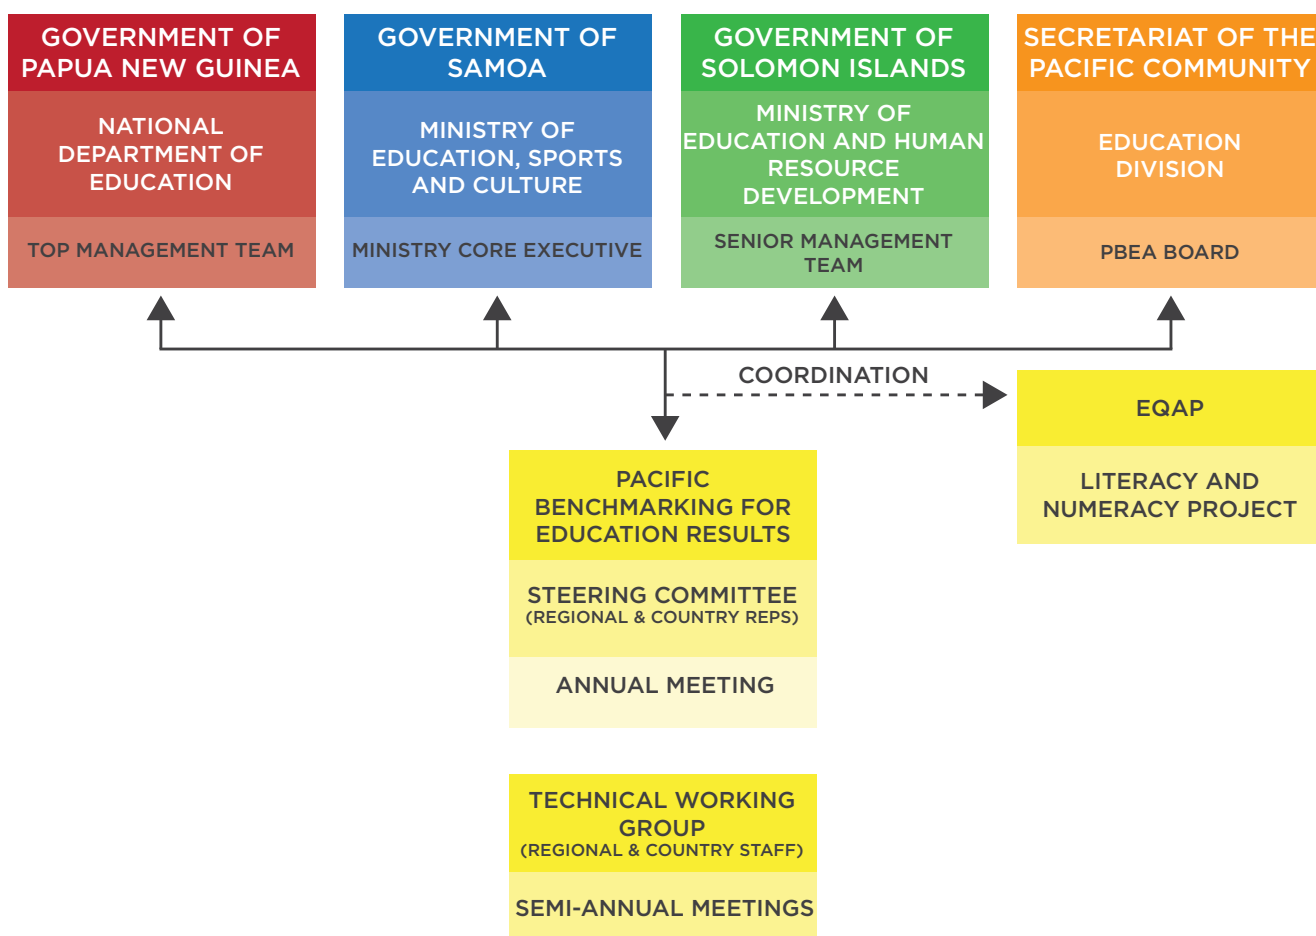 GOVERNMENT OF
PAPUA NEW GUINEA
NATIONAL
DEPARTMENT OF
EDUCATION
TOP MANAGEMENT TEAM
GOVERNMENT OF
SAMOA
MINISTRY OF
EDUCATION, SPORTS
AND CULTURE
MINISTRY CORE EXECUTIVE
GOVERNMENT OF
SOLOMON ISLANDS
MINISTRY OF
EDUCATION AND HUMAN
RESOURCE
DEVELOPMENT
SENIOR MANAGEMENT
TEAM
SECRETARIAT OF THE
PACIFIC COMMUNITY
EDUCATION
DIVISION
PBEA BOARD
COORDINATION
EQAP
LITERACY AND
NUMERACY PROJECT
PACIFIC
BENCHMARKING FOR
EDUCATION RESULTS
STEERING COMMITTEE
(REGIONAL & COUNTRY REPS)
ANNUAL MEETING
TECHNICAL WORKING
GROUP
(REGIONAL & COUNTRY STAFF)
SEMI-ANNUAL MEETINGS